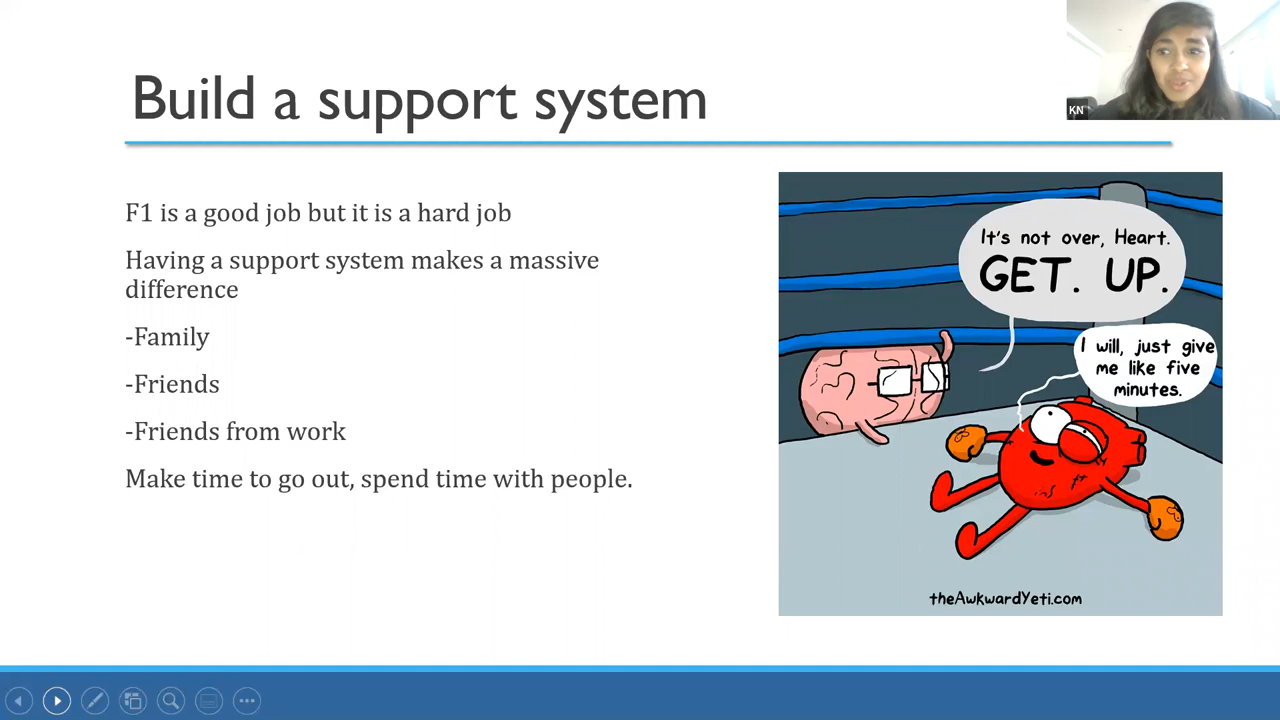 Build a support system
KN
F1 is a good job but it is a hard job
Having a support system makes a massive
difference
-Family
-Friends
-Friends from work
Make time to go out, spend time with people.
It's not over, Heart.
GET. UP.
I will, just give
me like five
minutes.
theAwkwardYeti.com